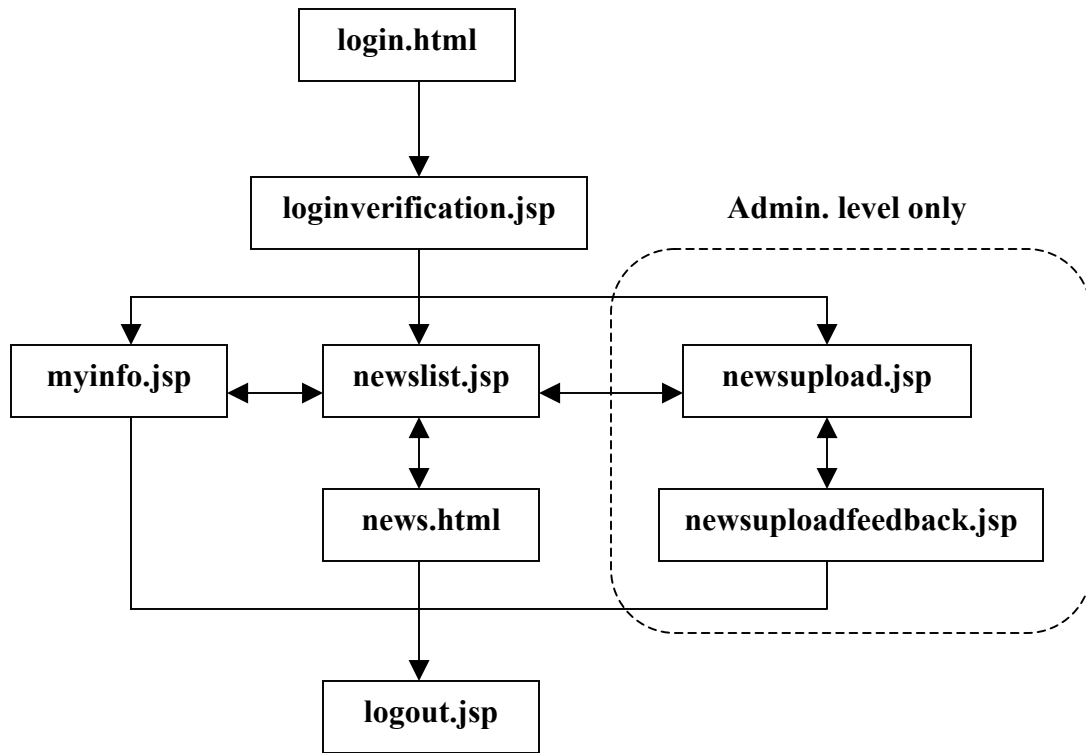 login.html
loginverification.jsp
Admin. level only
myinfo.jsp
newslist.jsp
newsupload.jsp
news.html
newsuploadfeedback.jsp
logout.jsp